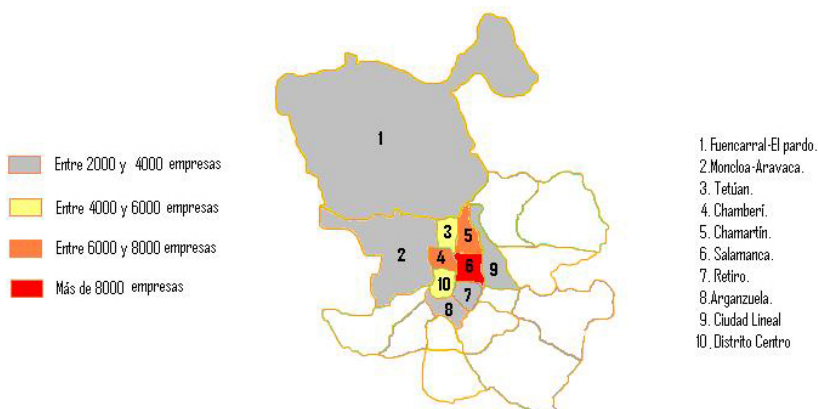 Entre 2000 y 4000 empresas
Entre 4000 y 6000 empresas
Entre 6000 y 8000 empresas
Más de 8000 empresas
1
2
3
4
5
6
7
8
9
10
1. Fuencarral-El pardo.
2.Moncloa-Aravaca.
3. Tetúan.
4. Chamberí.
5. Chamartín.
6. Salamanca.
7. Retiro.
8.Arganzuela.
9. Ciudad Lineal
10. Distrito Centro